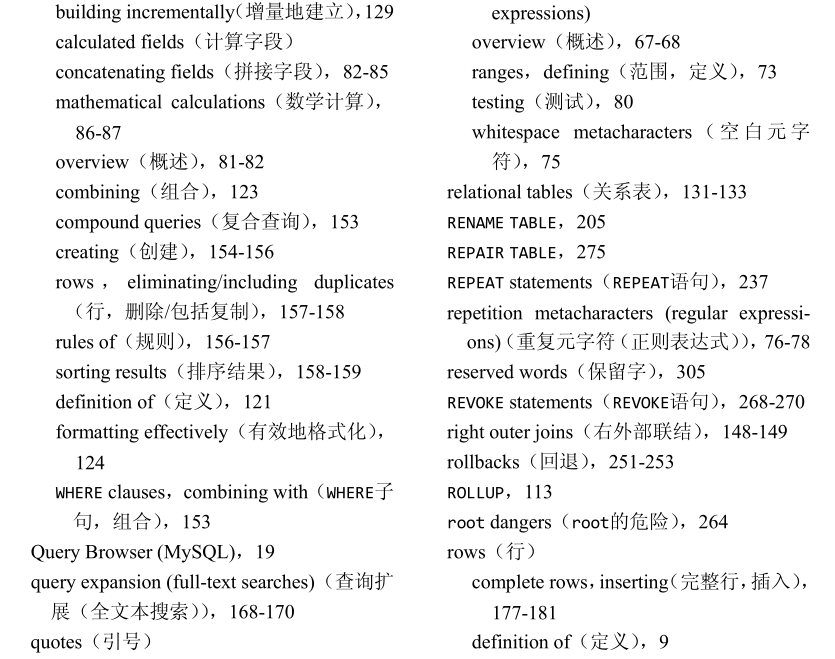 building incrementally(增量地建立),129
calculated fields（计算字段）
concatenating fields（拼接字段），82-85
mathematical calculations（数学计算），
86-87
overview（概述），81-82
combining（组合），123
compound queries（复合查询），153
creating（创建），154-156
rows，eliminating/including duplicates
（行，删除/包括复制），157-158
rules of（规则），156-157
sorting results（排序结果），158-159
definition of（定义），121
formatting effectively（有效地格式化），
124
WHERE clauses，combining with（WHERE子
句，组合），153
Query Browser (MySQL)，19
query expansion (full-text searches)（查询扩
展（全文本搜索）），168-170
quotes（引号）
expressions)
overview（概述），67-68
ranges，defining（范围，定义），73
testing（测试），80
whitespace metacharacters（空白元字
符），75
relational tables（关系表），131-133
RENAME TABLE，205
REPAIR TABLE，275
REPEAT statements（REPEAT语句），237
repetition metacharacters (regular expressi-
ons)（重复元字符（正则表达式）），76-78
reserved words（保留字），305
REVOKE statements（REVOKE语句），268-270
right outer joins（右外部联结），148-149
rollbacks（回退），251-253
ROLLUP，113
root dangers（root的危险），264
rows（行）
complete rows，inserting（完整行，插入），
177-181
definition of（定义），9